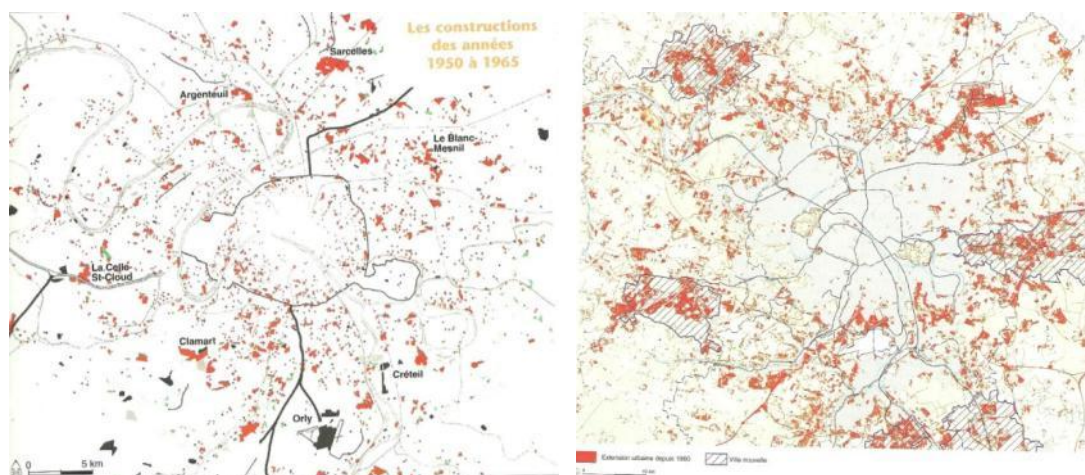 Les constructions
des années
1950 à 1965
Sarcelles
Argenteuil
Le Blanc-
Mesnil
La Celle-
St-Cloud
Clamart
Créteil
Orly
0 5 km
Extension urbaine depuis 1960
Ville nouvelle